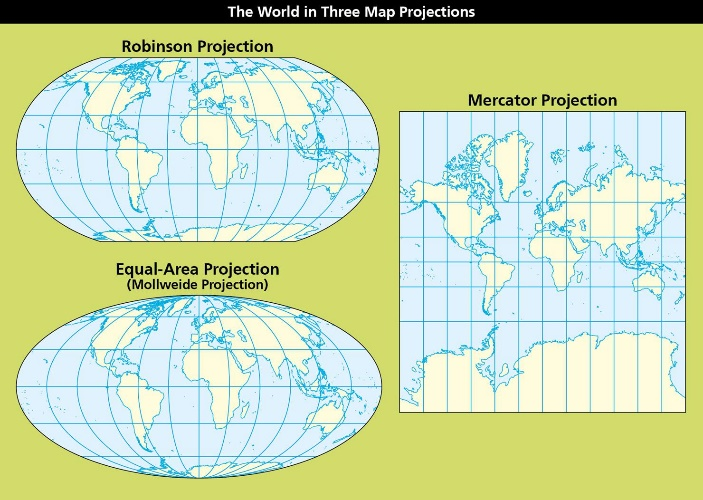 The World in Three Map Projections
Robinson Projection
Mercator Projection
Equal-Area Projection
(Mollweide Projection)